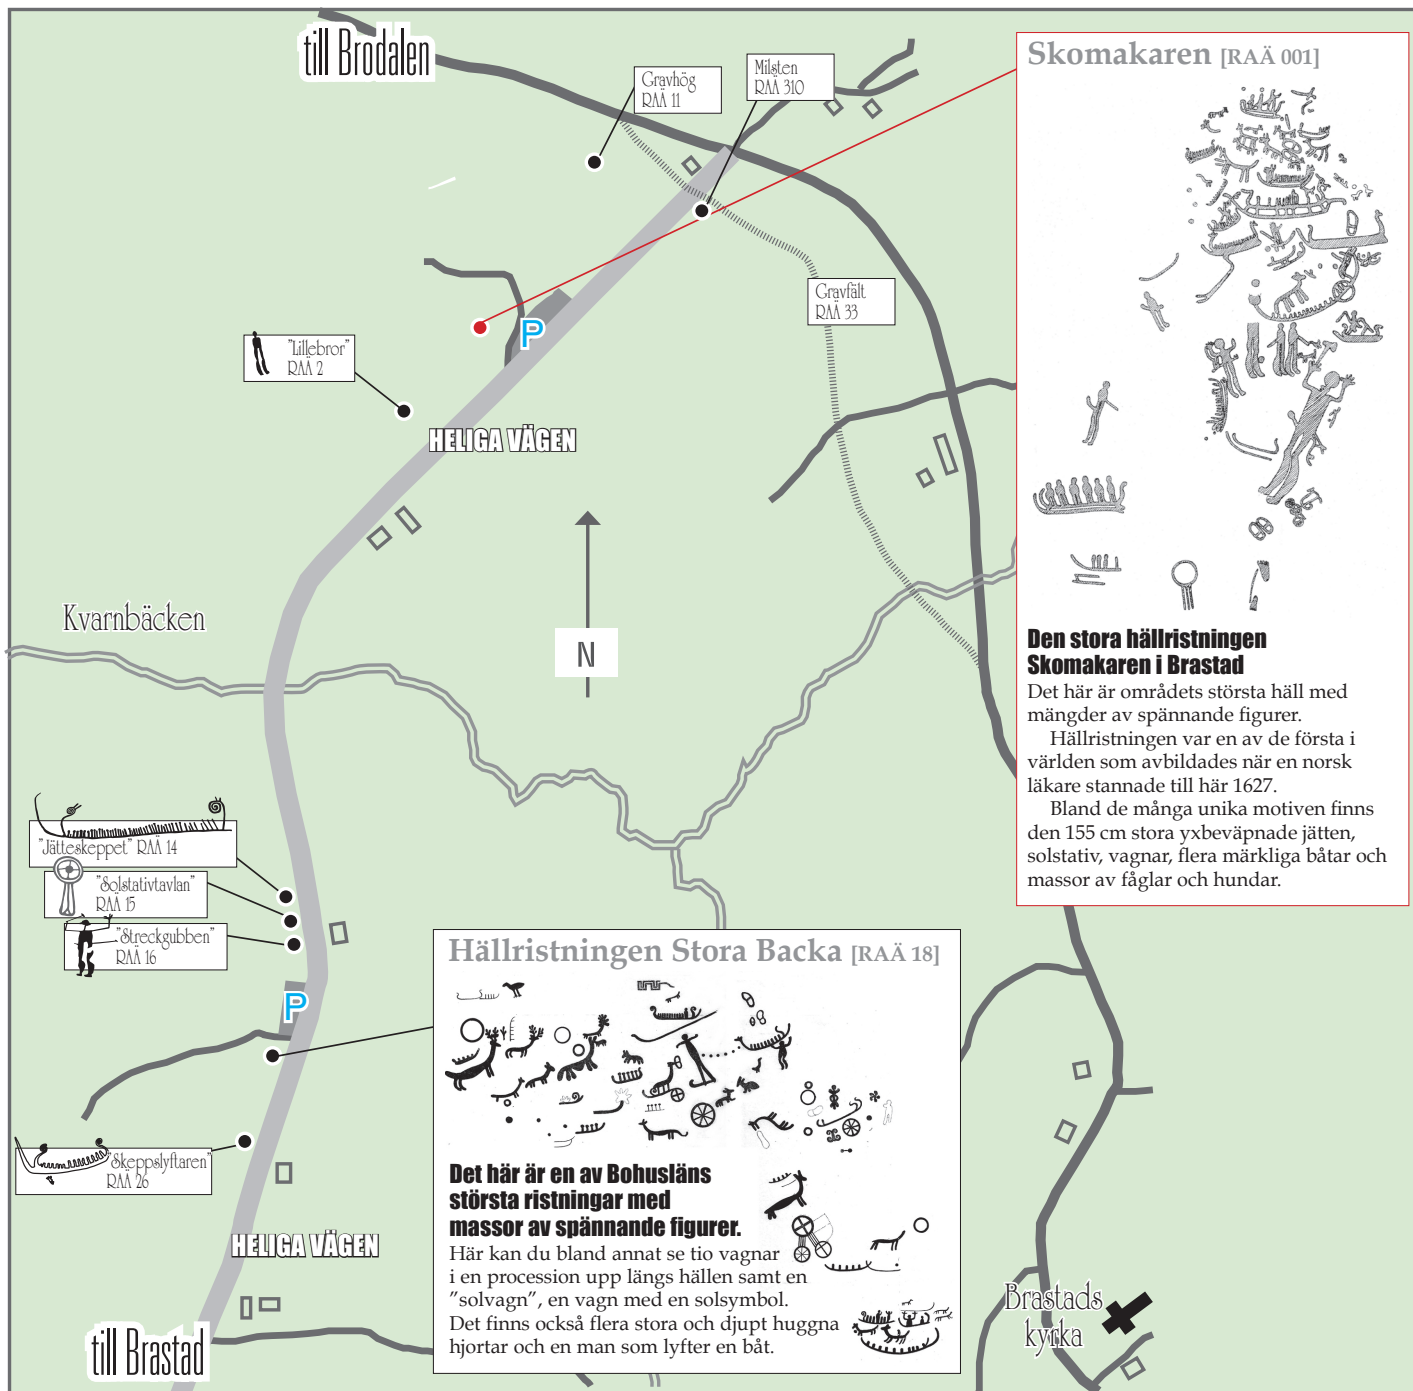 till Brodalen
Gravhög
RAÄ 11
Milsten
RAÄ 310
Skomakaren [RAÄ 001]
Gravfält
RAÄ 33
P
"Lillebror"
RAÄ 2
HELIGA VÄGEN
Kvarnbäcken
N
Den stora hällristningen
Skomakaren i Brastad
Det här är områdets största häll med
mängder av spännande figurer.
Hällristningen var en av de första i
världen som avbildades när en norsk
läkare stannade till här 1627.
Bland de många unika motiven finns
den 155 cm stora yxbeväpnade jätten,
solstativ, vagnar, flera märkliga båtar och
massor av fåglar och hundar.
"Jätteskeppet" RAÄ 14
"Solstativtavlan"
RAÄ 15
"Streckgubben"
RAÄ 16
P
Hällristningen Stora Backa [RAÄ 18]
"Skeppslyftaren"
RAÄ 26
Det här är en av Bohusläns
största ristningar med
massor av spännande figurer.
Här kan du bland annat se tio vagnar
i en procession upp längs hällen samt en
”solvagn”, en vagn med en solsymbol.
Det finns också flera stora och djupt huggna
hjortar och en man som lyfter en båt.
HELIGA VÄGEN
till Brastad
Brastads
kyrka